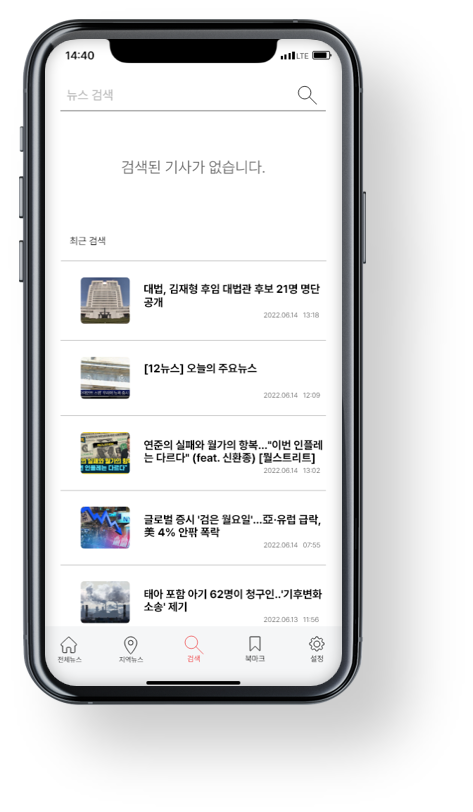 14:40
LTE
뉴스 검색
검색된 기사가 없습니다.
최근 검색
대법, 김재형 후임 대법관 후보 21명 명단
공개
2022.06.14 13:18
[12뉴스] 오늘의 주요뉴스
2022.06.14 12:09
연준의 실패와 월가의 항복..."이번 인플레
는 다르다" (feat. 신환종) [월스트리트]
2022.06.14 13:02
글로벌 증시 '검은 월요일'...亞·유럽 급락,
美 4% 안팎 폭락
2022.06.14 07:55
태아 포함 아기 62명이 청구인..'기후변화
소송' 제기
2022.06.13 11:56
전체뉴스
지역뉴스
검색
북마크
설정